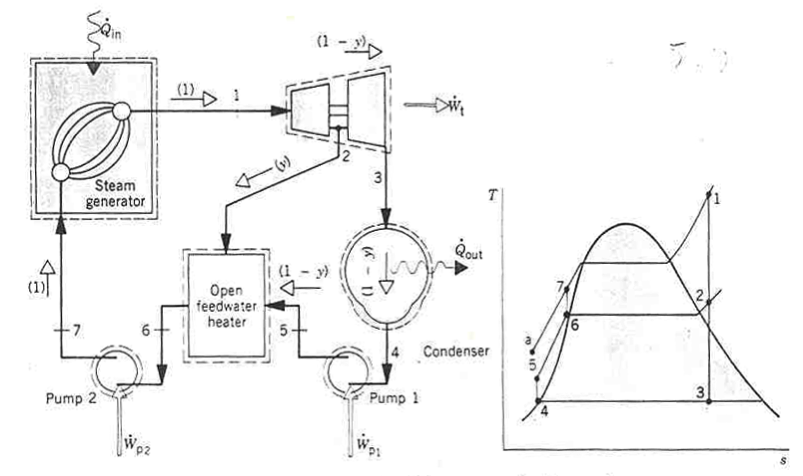 Q̇in
(1 - y)
(1)
1
Ẇt
2
(y)
3
Steam
generator
T
1
Q̇out
(1 - y)
(1 - y)
(1)
Open
feedwater
heater
7
2
7
6
5
6
a
4
Condenser
5
3
4
Pump 2
Pump 1
Ẇp2
Ẇp1
s